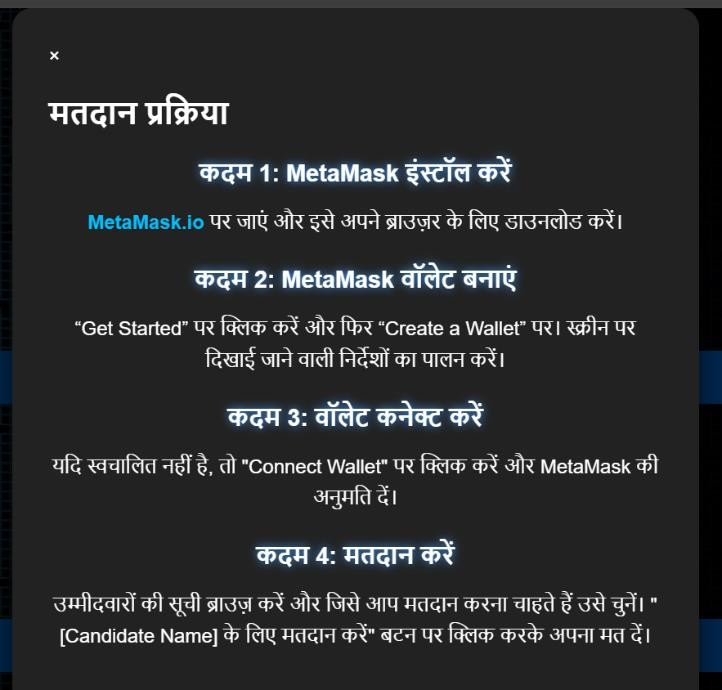 ×
मतदान प्रक्रिया
कदम 1: MetaMask इंस्टॉल करें
MetaMask.io पर जाएं और इसे अपने ब्राउज़र के लिए डाउनलोड करें।
कदम 2: MetaMask वॉलेट बनाएं
“Get Started” पर क्लिक करें और फिर “Create a Wallet” पर। स्क्रीन पर
दिखाई जाने वाली निर्देशों का पालन करें।
कदम 3: वॉलेट कनेक्ट करें
यदि स्वचालित नहीं है, तो "Connect Wallet" पर क्लिक करें और MetaMask की
अनुमति दें।
कदम 4: मतदान करें
उम्मीदवारों की सूची ब्राउज़ करें और जिसे आप मतदान करना चाहते हैं उसे चुनें। "
[Candidate Name] के लिए मतदान करें" बटन पर क्लिक करके अपना मत दें।